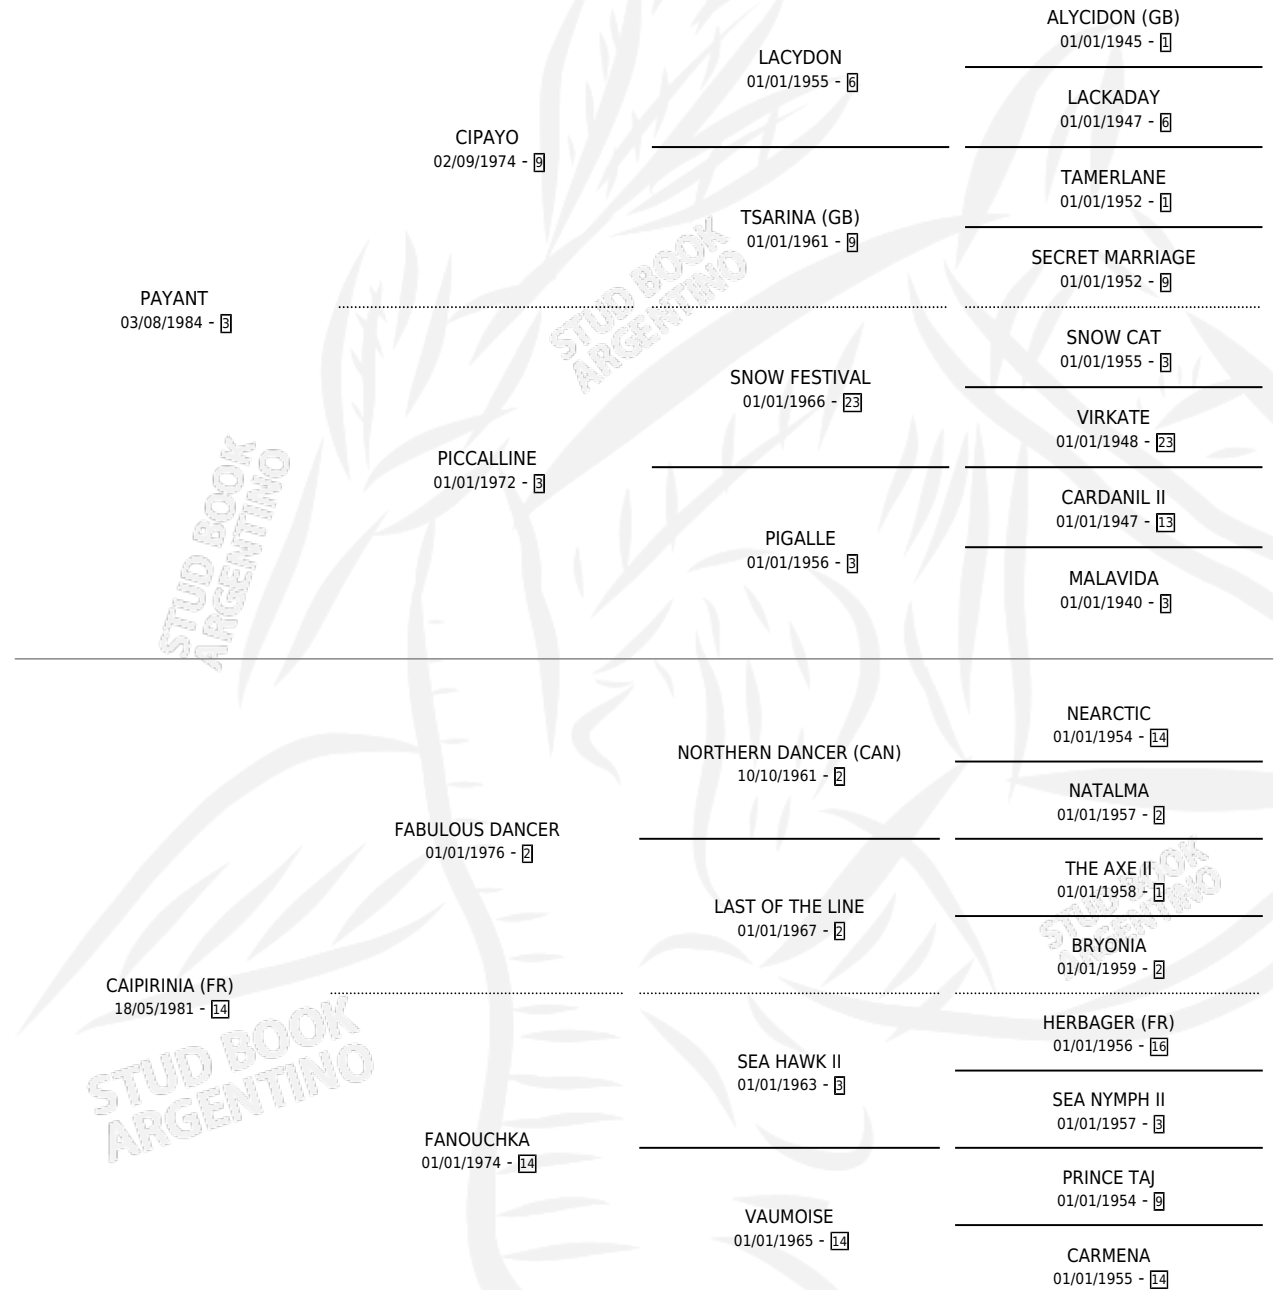 ALYCIDON (GB)
01/01/1945 - 1
LACYDON
01/01/1955 - 6
LACKADAY
01/01/1947 - 6
CIPAYO
02/09/1974 - 9
TAMERLANE
01/01/1952 - 1
TSARINA (GB)
01/01/1961 - 9
SECRET MARRIAGE
01/01/1952 - 9
STUD BOOK
ARGENTINO
PAYANT
03/08/1984 - 3
SNOW CAT
01/01/1955 - 3
SNOW FESTIVAL
01/01/1966 - 23
VIRKATE
01/01/1948 - 23
PICCALLINE
01/01/1972 - 3
CARDANIL II
01/01/1947 - 13
PIGALLE
01/01/1956 - 3
MALAVIDA
01/01/1940 - 3
STUD BOOK
ARGENTINO
NEARCTIC
01/01/1954 - 14
NORTHERN DANCER (CAN)
10/10/1961 - 2
NATALMA
01/01/1957 - 2
FABULOUS DANCER
01/01/1976 - 2
THE AXE II
01/01/1958 - 1
LAST OF THE LINE
01/01/1967 - 2
BRYONIA
01/01/1959 - 2
STUD BOOK
ARGENTINO
CAIPIRINIA (FR)
18/05/1981 - 14
HERBAGER (FR)
01/01/1956 - 16
SEA HAWK II
01/01/1963 - 3
SEA NYMPH II
01/01/1957 - 3
STUD BOOK
ARGENTINO
FANOUCHKA
01/01/1974 - 14
PRINCE TAJ
01/01/1954 - 9
VAUMOISE
01/01/1965 - 14
CARMENA
01/01/1955 - 14